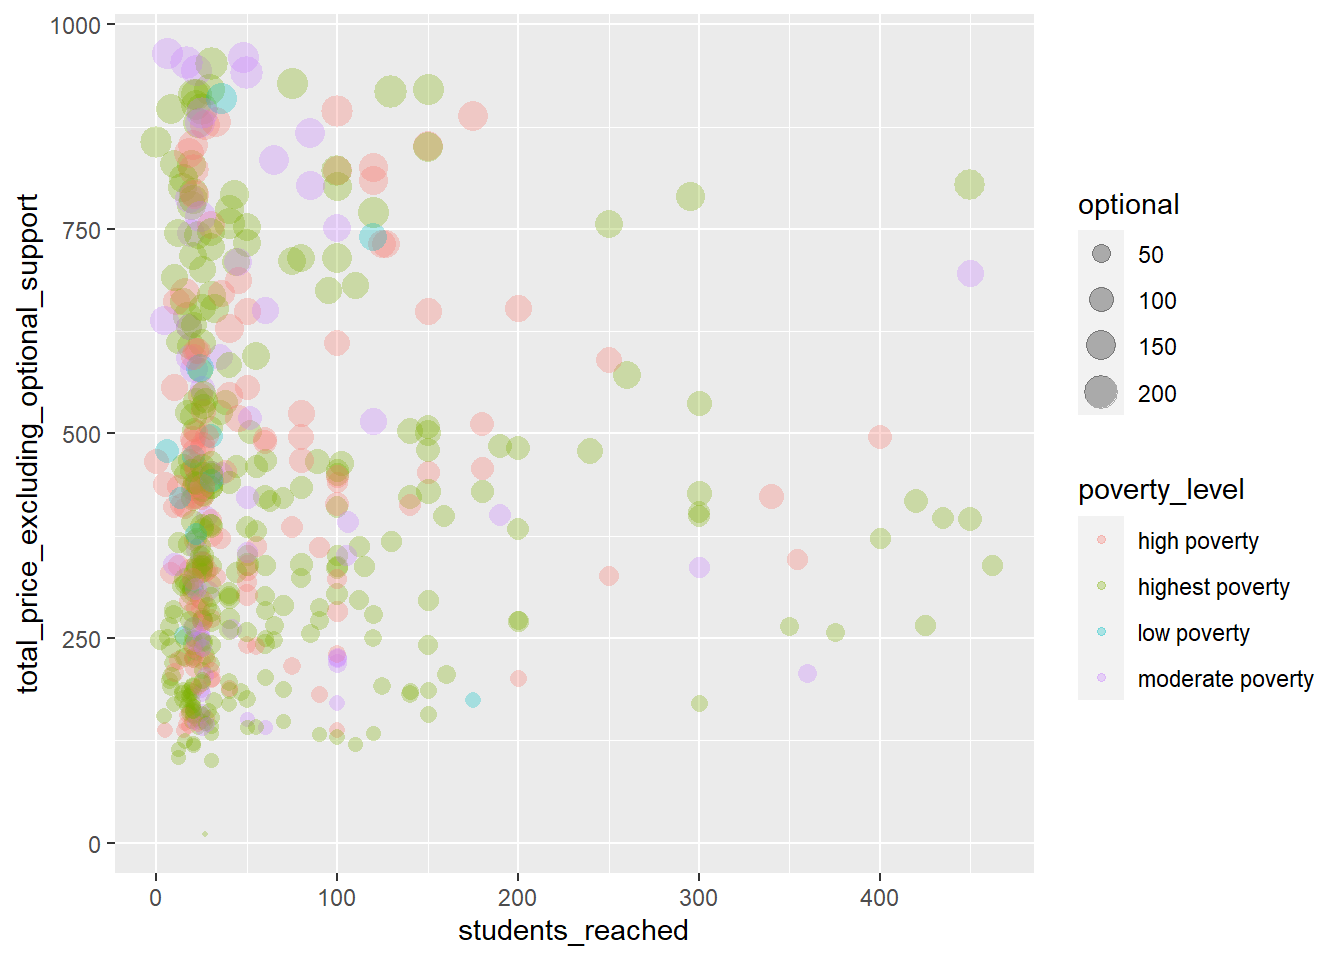 1000
750
500
250
0
total_price_excluding_optional_support
0
100
200
300
400
students_reached
optional
50
100
150
200
poverty_level
high poverty
highest poverty
low poverty
moderate poverty